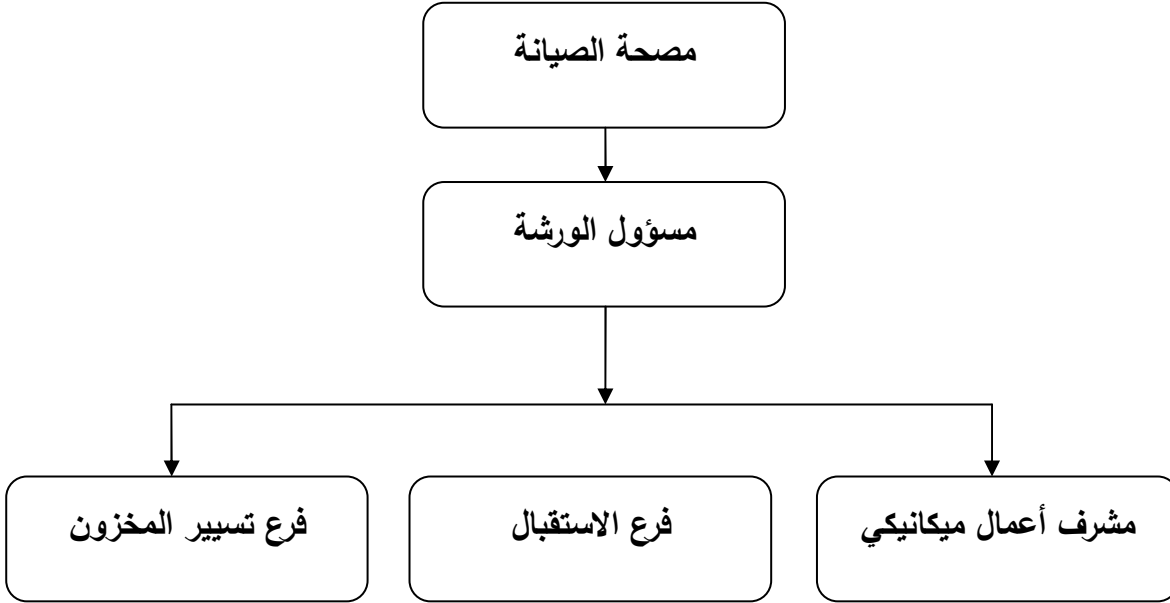 مصحة الصيانة
مسؤول الورشة
مشرف أعمال ميكانيكي
فرع الاستقبال
فرع تسيير المخزون